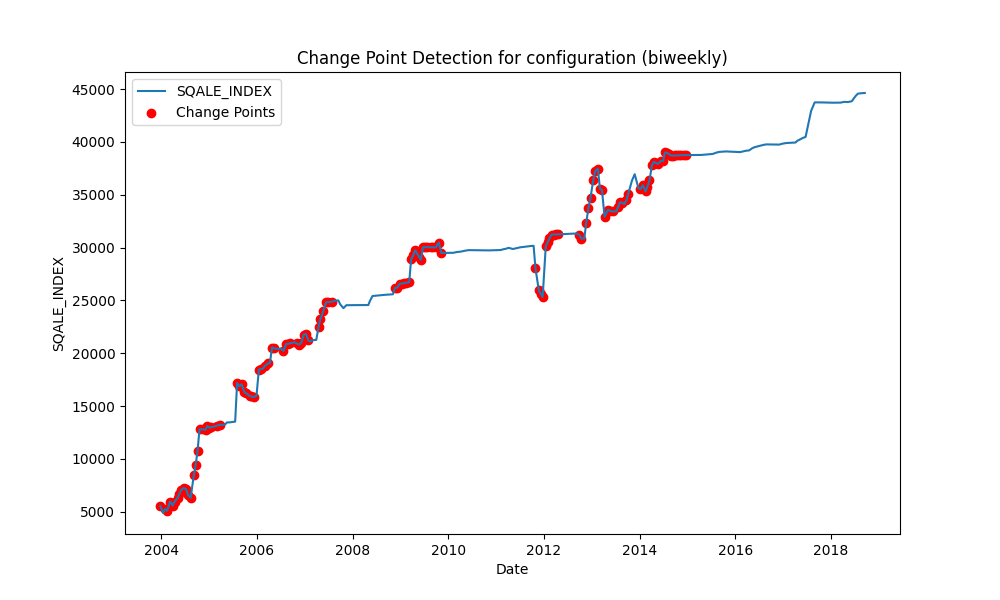 Change Point Detection for configuration (biweekly)
SQALE_INDEX
Change Points
45000
40000
35000
30000
25000
20000
15000
10000
5000
SQALE_INDEX
2004 2006 2008 2010 2012 2014 2016 2018
Date